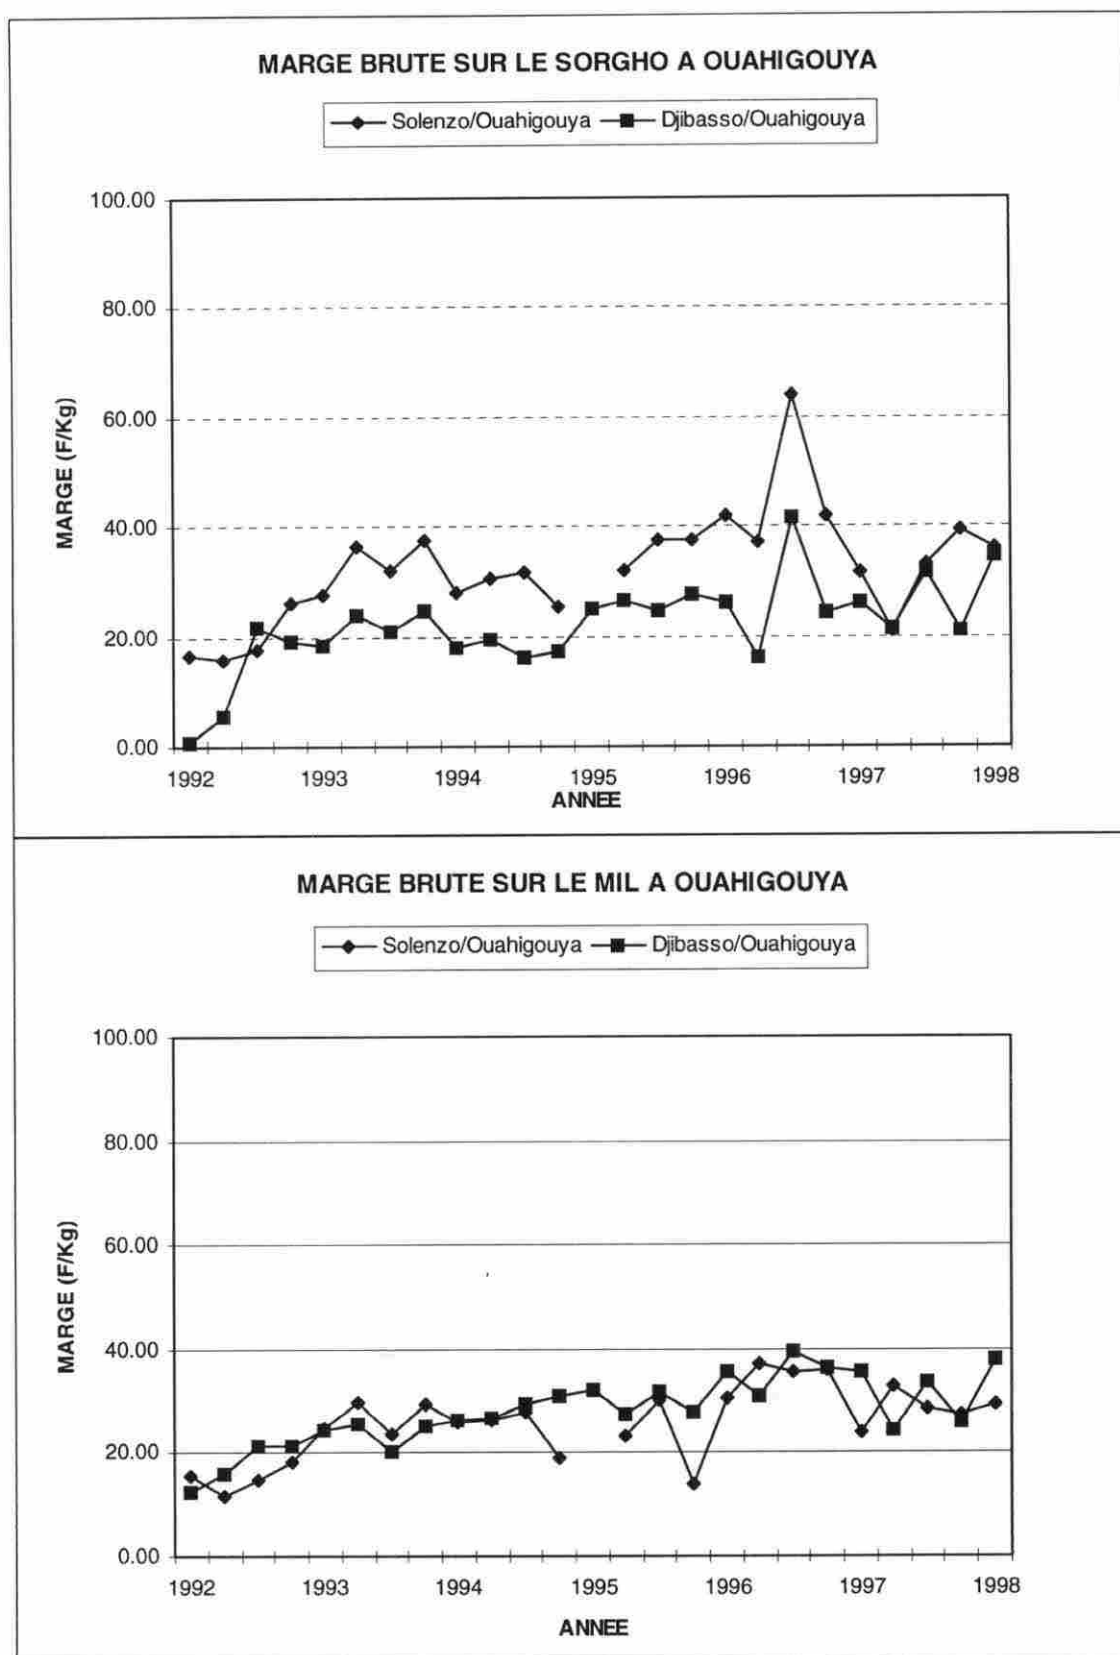 MARGE BRUTE SUR LE SORGHO A OUAHIGOUYA
Solenzo/Ouahigouya Djibasso/Ouahigouya
100.00
80.00
60.00
40.00
20.00
0.00
MARGE (F/Kg)
1992 1993 1994 1995 1996 1997 1998
ANNEE
MARGE BRUTE SUR LE MIL A OUAHIGOUYA
Solenzo/Ouahigouya Djibasso/Ouahigouya
100.00
80.00
60.00
40.00
20.00
0.00
MARGE (F/Kg)
1992 1993 1994 1995 1996 1997 1998
ANNEE